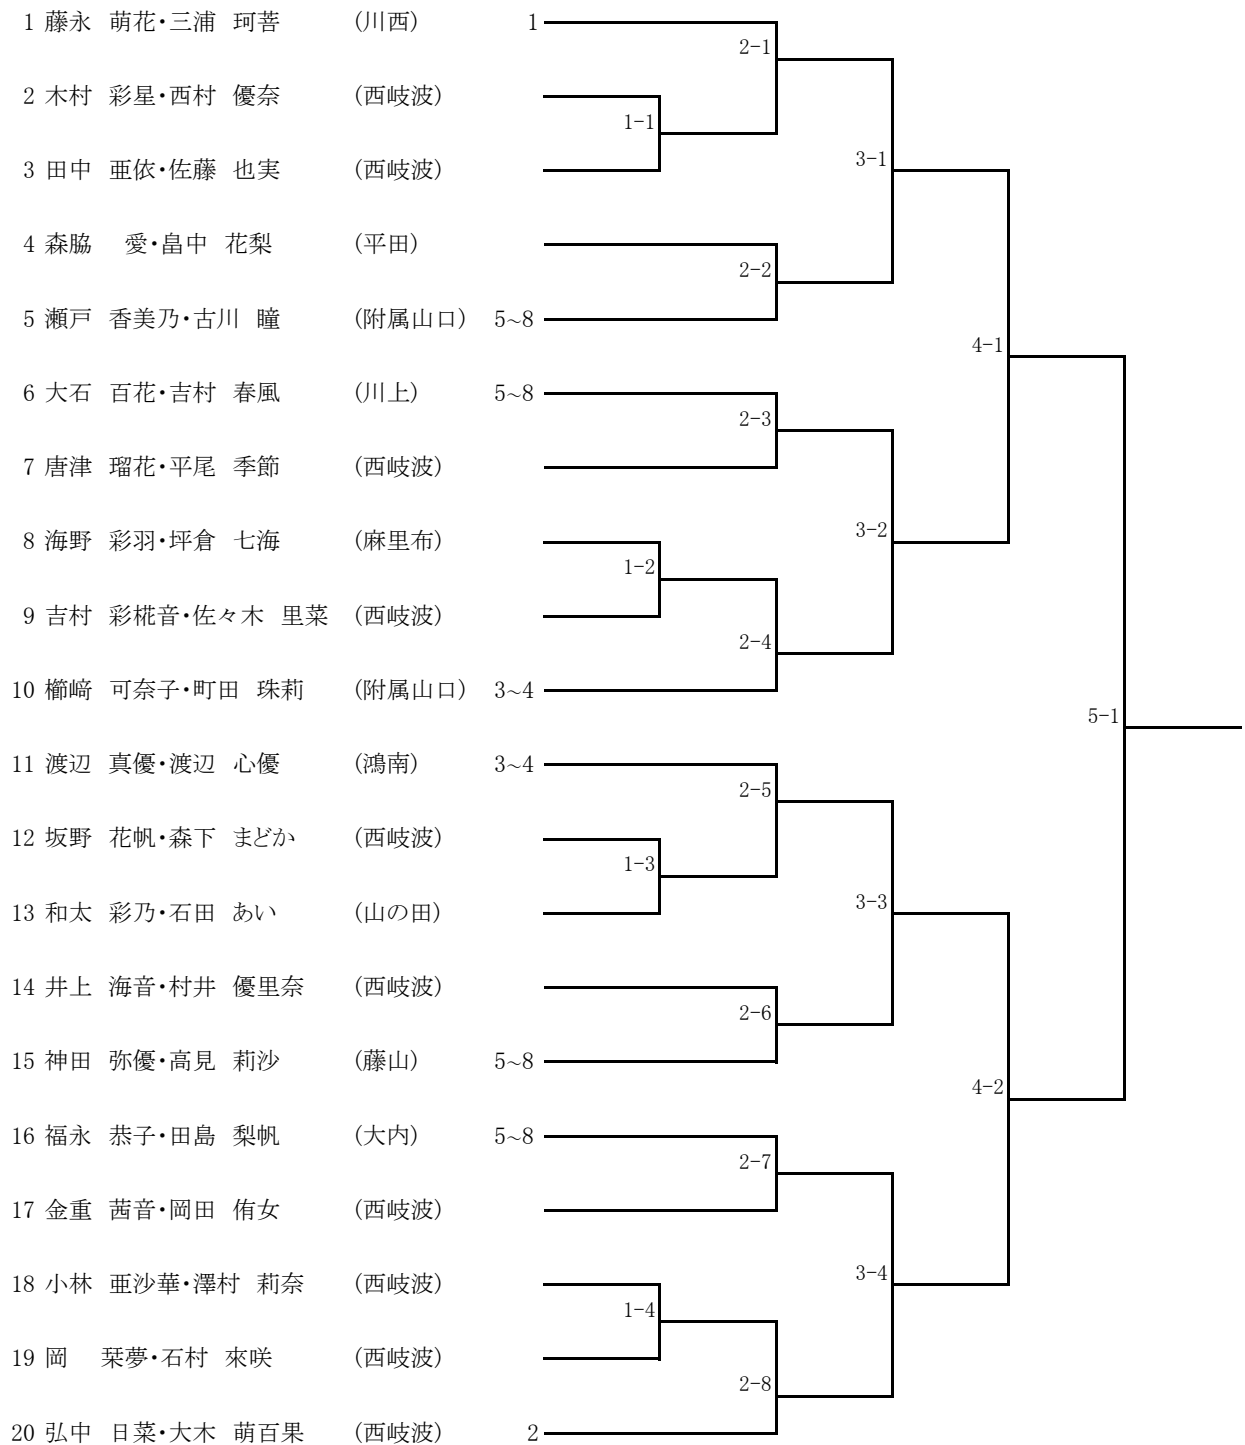 1 藤永 萌花・三浦 珂菩 (川西) 1
2-1
2 木村 彩星・西村 優奈 (西岐波)
1-1
3 田中 亜依・佐藤 也実 (西岐波)
3-1
4 森脇 愛・畠中 花梨 (平田)
2-2
5 瀬戸 香美乃・古川 瞳 (附属山口) 5~8
4-1
6 大石 百花・吉村 春風 (川上) 5~8
2-3
7 唐津 瑠花・平尾 季節 (西岐波)
3-2
8 海野 彩羽・坪倉 七海 (麻里布)
1-2
9 吉村 彩椛音・佐々木 里菜 (西岐波)
2-4
10 櫛﨑 可奈子・町田 珠莉 (附属山口) 3~4
5-1
11 渡辺 真優・渡辺 心優 (鴻南) 3~4
2-5
12 坂野 花帆・森下 まどか (西岐波)
1-3
13 和太 彩乃・石田 あい (山の田)
3-3
14 井上 海音・村井 優里奈 (西岐波)
2-6
15 神田 弥優・高見 莉沙 (藤山) 5~8
4-2
16 福永 恭子・田島 梨帆 (大内) 5~8
2-7
17 金重 茜音・岡田 侑女 (西岐波)
3-4
18 小林 亜沙華・澤村 莉奈 (西岐波)
1-4
19 岡 栞夢・石村 來咲 (西岐波)
2-8
20 弘中 日菜・大木 萌百果 (西岐波) 2